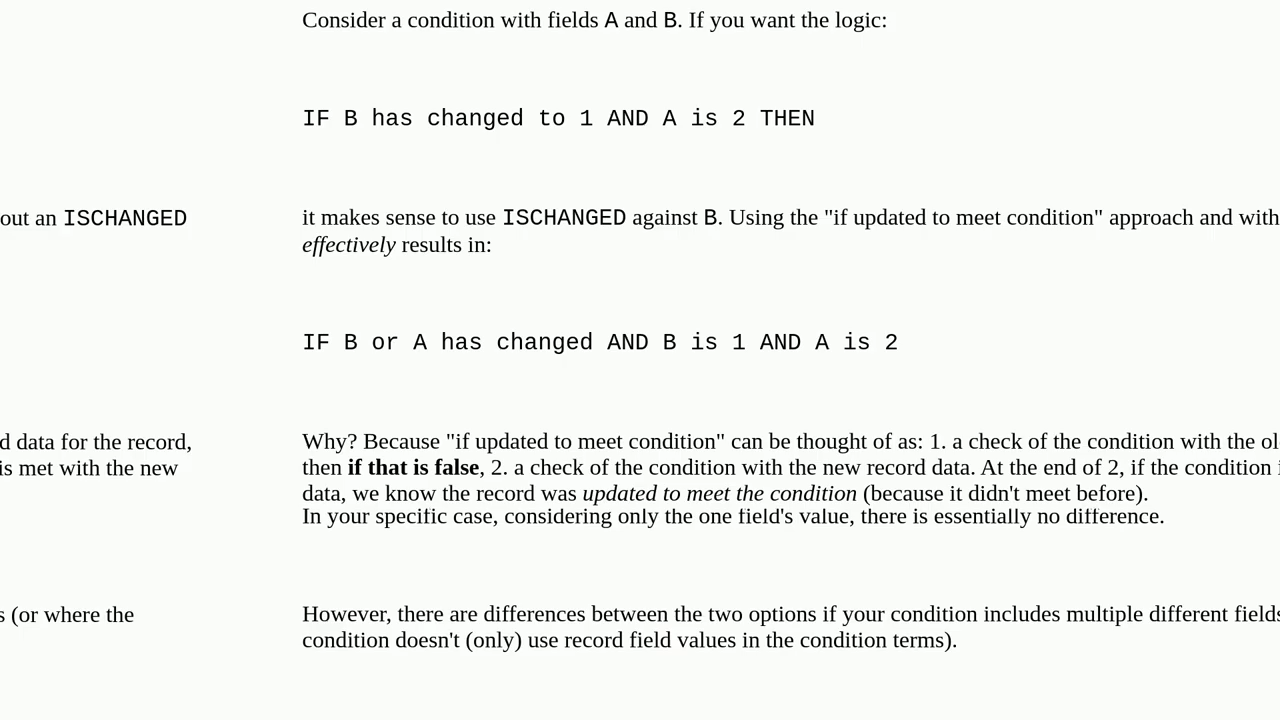 Consider a condition with fields A and B. If you want the logic:
IF B has changed to 1 AND A is 2 THEN
out an ISCHANGED
it makes sense to use ISCHANGED against B. Using the "if updated to meet condition" approach and with
effectively results in:
IF B or A has changed AND B is 1 AND A is 2
d data for the record,
Why? Because "if updated to meet condition" can be thought of as: 1. a check of the condition with the ol
is met with the new
then if that is false, 2. a check of the condition with the new record data. At the end of 2, if the condition i
data, we know the record was updated to meet the condition (because it didn't meet before).
In your specific case, considering only the one field's value, there is essentially no difference.
s (or where the
However, there are differences between the two options if your condition includes multiple different fields
condition doesn't (only) use record field values in the condition terms).